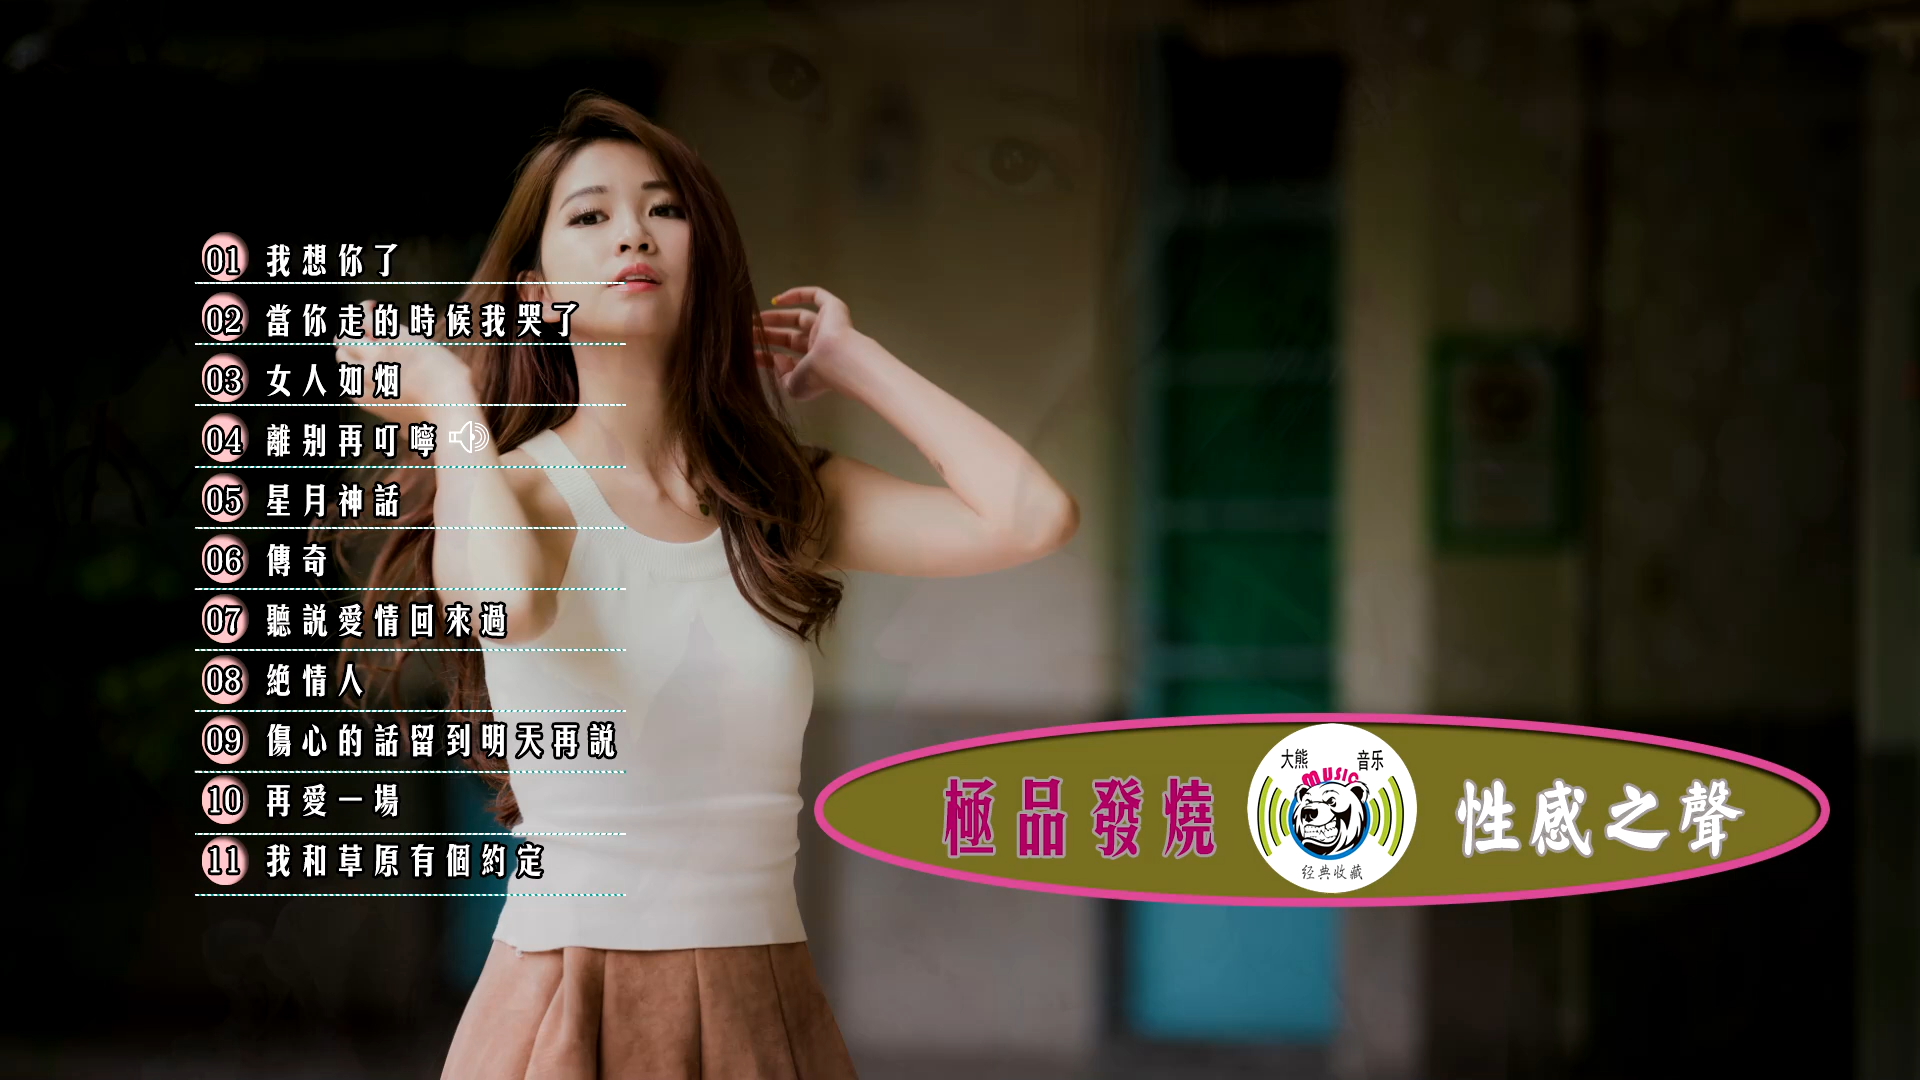 01 我想你了
02 當你走的時候我哭了
03 女人如烟
04 離别再叮嚀
05 星月神話
06 傳奇
07 聽説愛情回來過
08 絶情人
09 傷心的話留到明天再説
10 再愛一場
11 我和草原有個約定
極品發燒
大熊 音乐
MUSIC
经典收藏
性感之聲